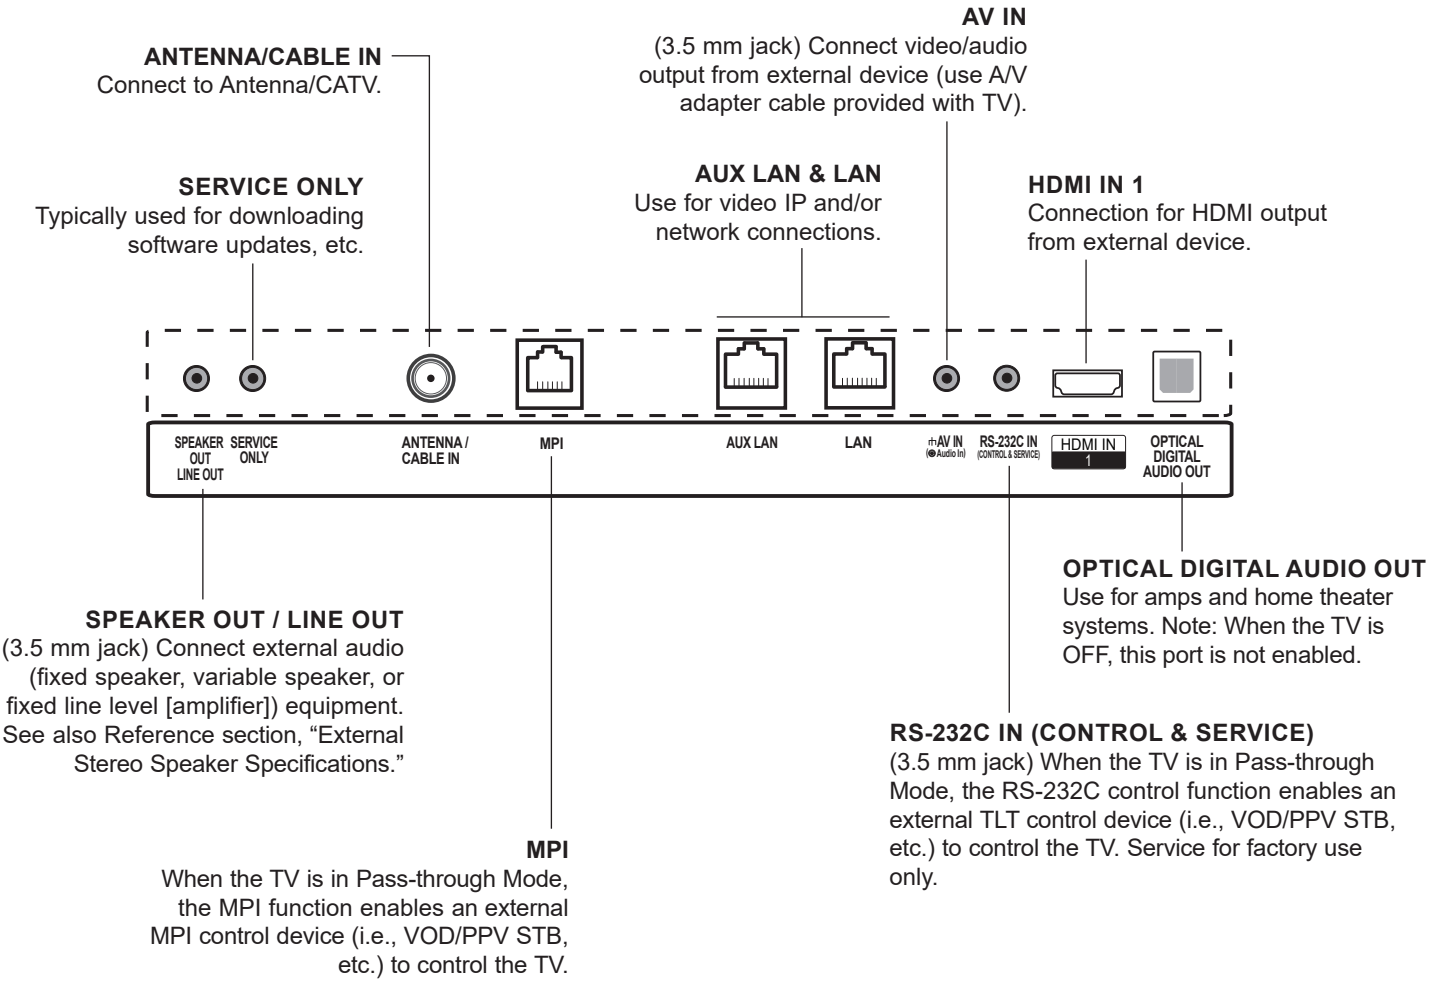 AV IN
(3.5 mm jack) Connect video/audio
output from external device (use A/V
adapter cable provided with TV).
ANTENNA/CABLE IN
Connect to Antenna/CATV.
SERVICE ONLY
Typically used for downloading
software updates, etc.
AUX LAN & LAN
Use for video IP and/or
network connections.
HDMI IN 1
Connection for HDMI output
from external device.
SPEAKER
OUT
LINE OUT
SERVICE
ONLY
ANTENNA /
CABLE IN
MPI
AUX LAN
LAN
AV IN
(Audio In)
RS-232C IN
(CONTROL & SERVICE)
HDMI IN
1
OPTICAL
DIGITAL
AUDIO OUT
OPTICAL DIGITAL AUDIO OUT
Use for amps and home theater
systems. Note: When the TV is
OFF, this port is not enabled.
SPEAKER OUT / LINE OUT
(3.5 mm jack) Connect external audio
(fixed speaker, variable speaker, or
fixed line level [amplifier]) equipment.
See also Reference section, “External
Stereo Speaker Specifications.”
RS-232C IN (CONTROL & SERVICE)
(3.5 mm jack) When the TV is in Pass-through
Mode, the RS-232C control function enables an
external TLT control device (i.e., VOD/PPV STB,
etc.) to control the TV. Service for factory use
only.
MPI
When the TV is in Pass-through Mode,
the MPI function enables an external
MPI control device (i.e., VOD/PPV STB,
etc.) to control the TV.